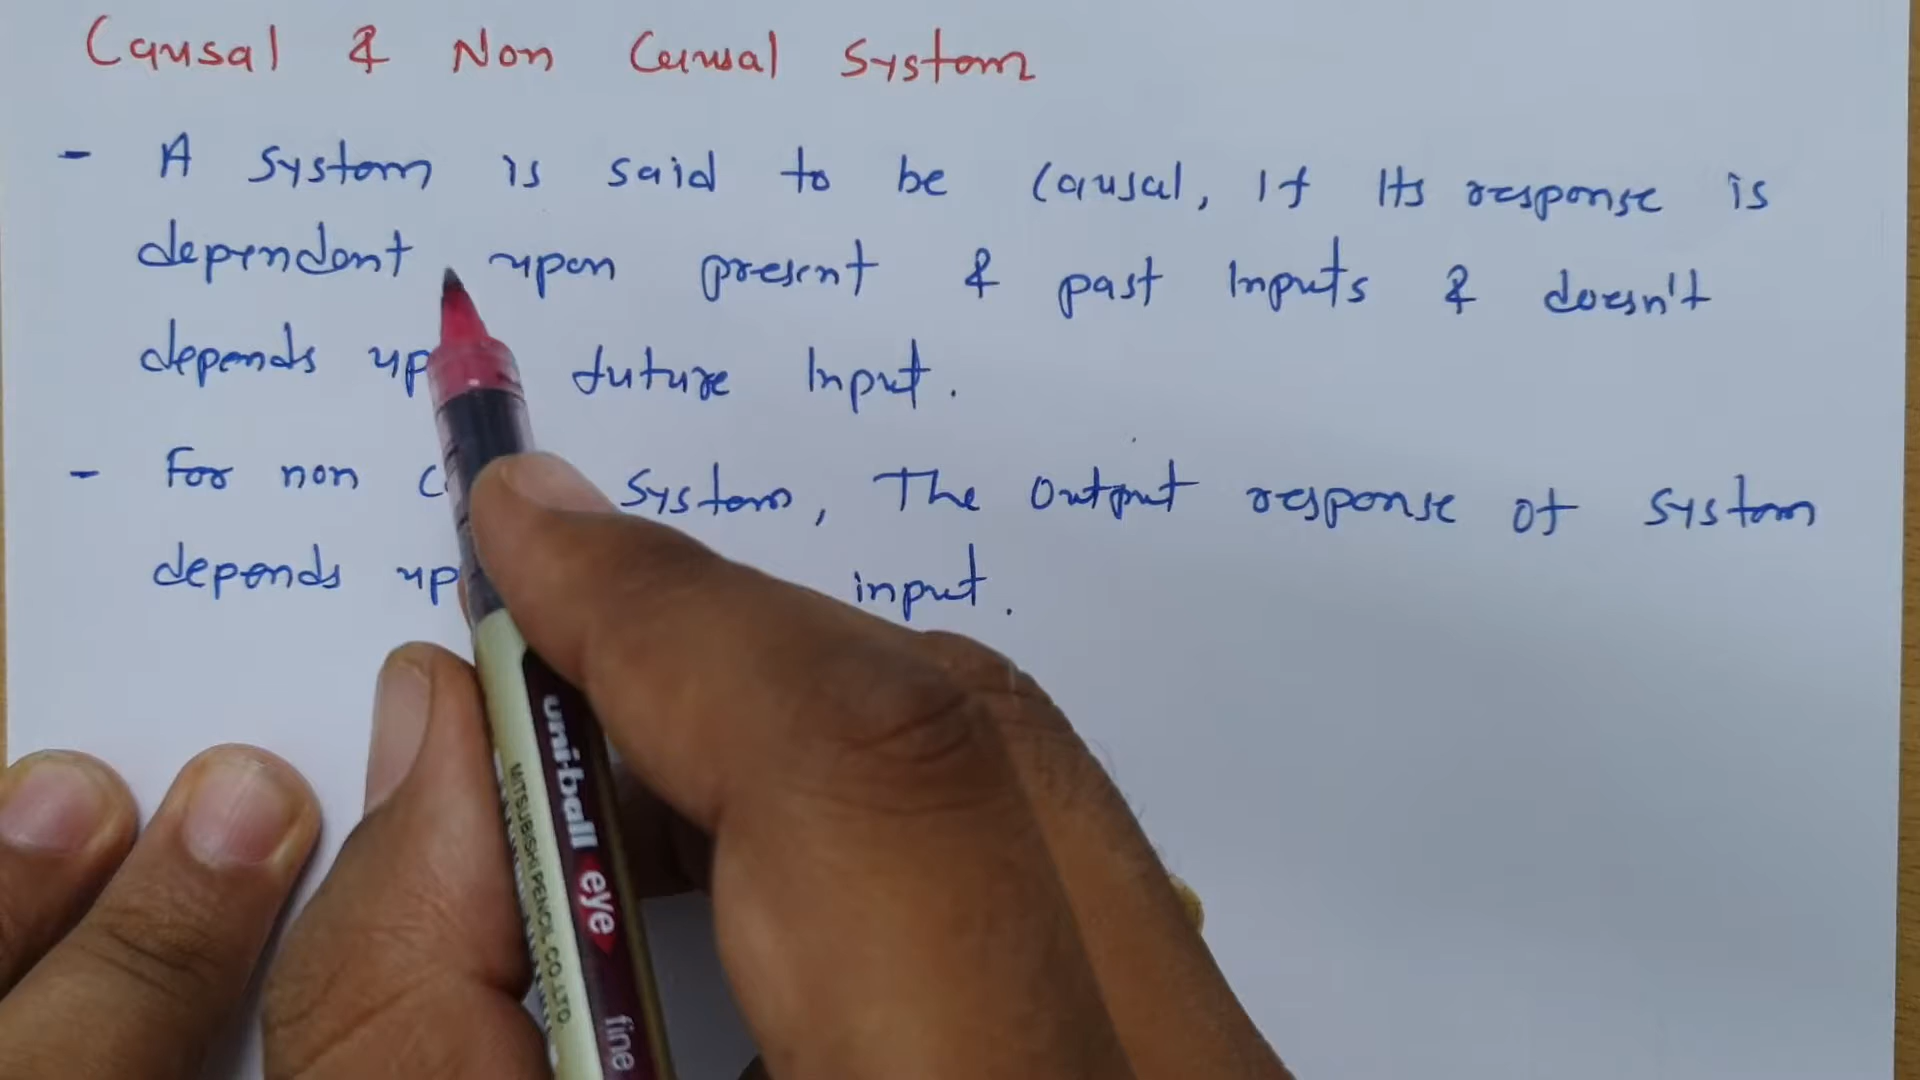 Causal & Non Causal System
- A System is said to be Causal, if its response is
dependent upon present & past inputs & doesn't
depends up future Input.
- For non System, The Output response of System
depends up input.
uni-ball eye fine
MITSUBISHI PENCIL CO. LTD.